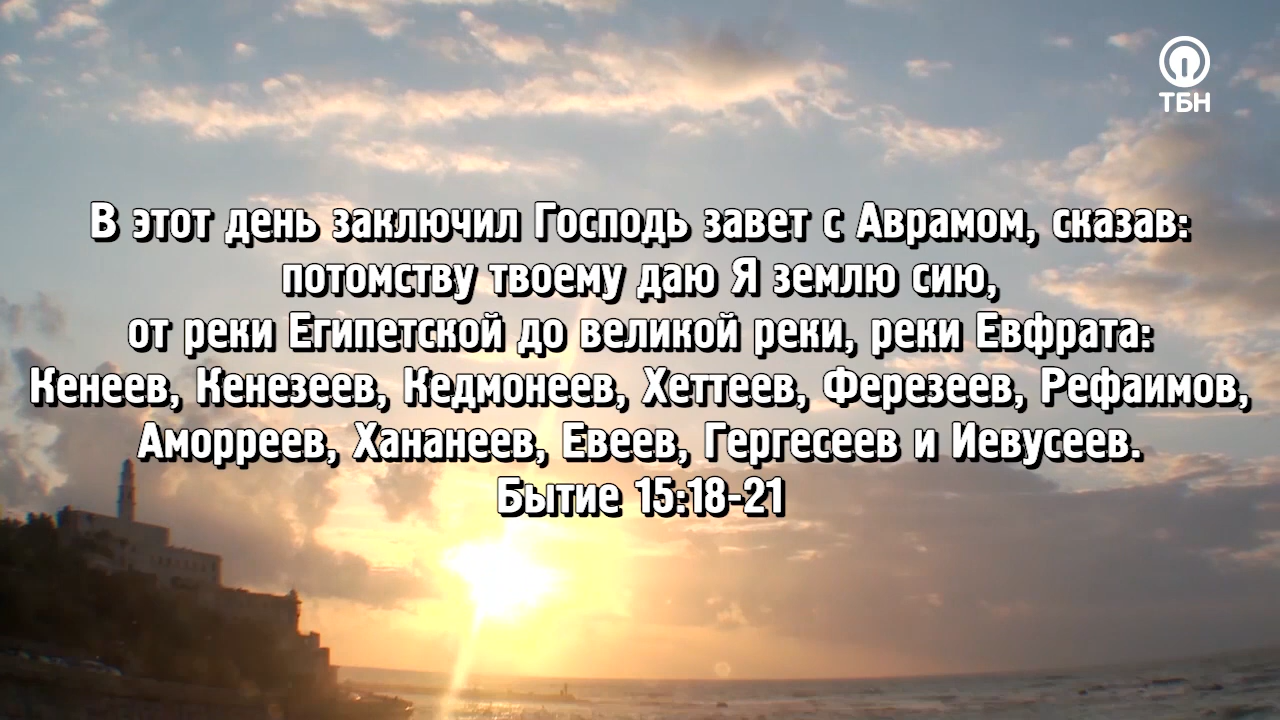 ТБН
В этот день заключил Господь завет с Аврамом, сказав:
потомству твоему даю Я землю сию,
от реки Египетской до великой реки, реки Евфрата:
Кенеев, Кенезеев, Кедмонеев, Хеттеев, Ферезеев, Рефаимов,
Аморреев, Хананеев, Евеев, Гергесеев и Иевусеев.
Бытие 15:18-21